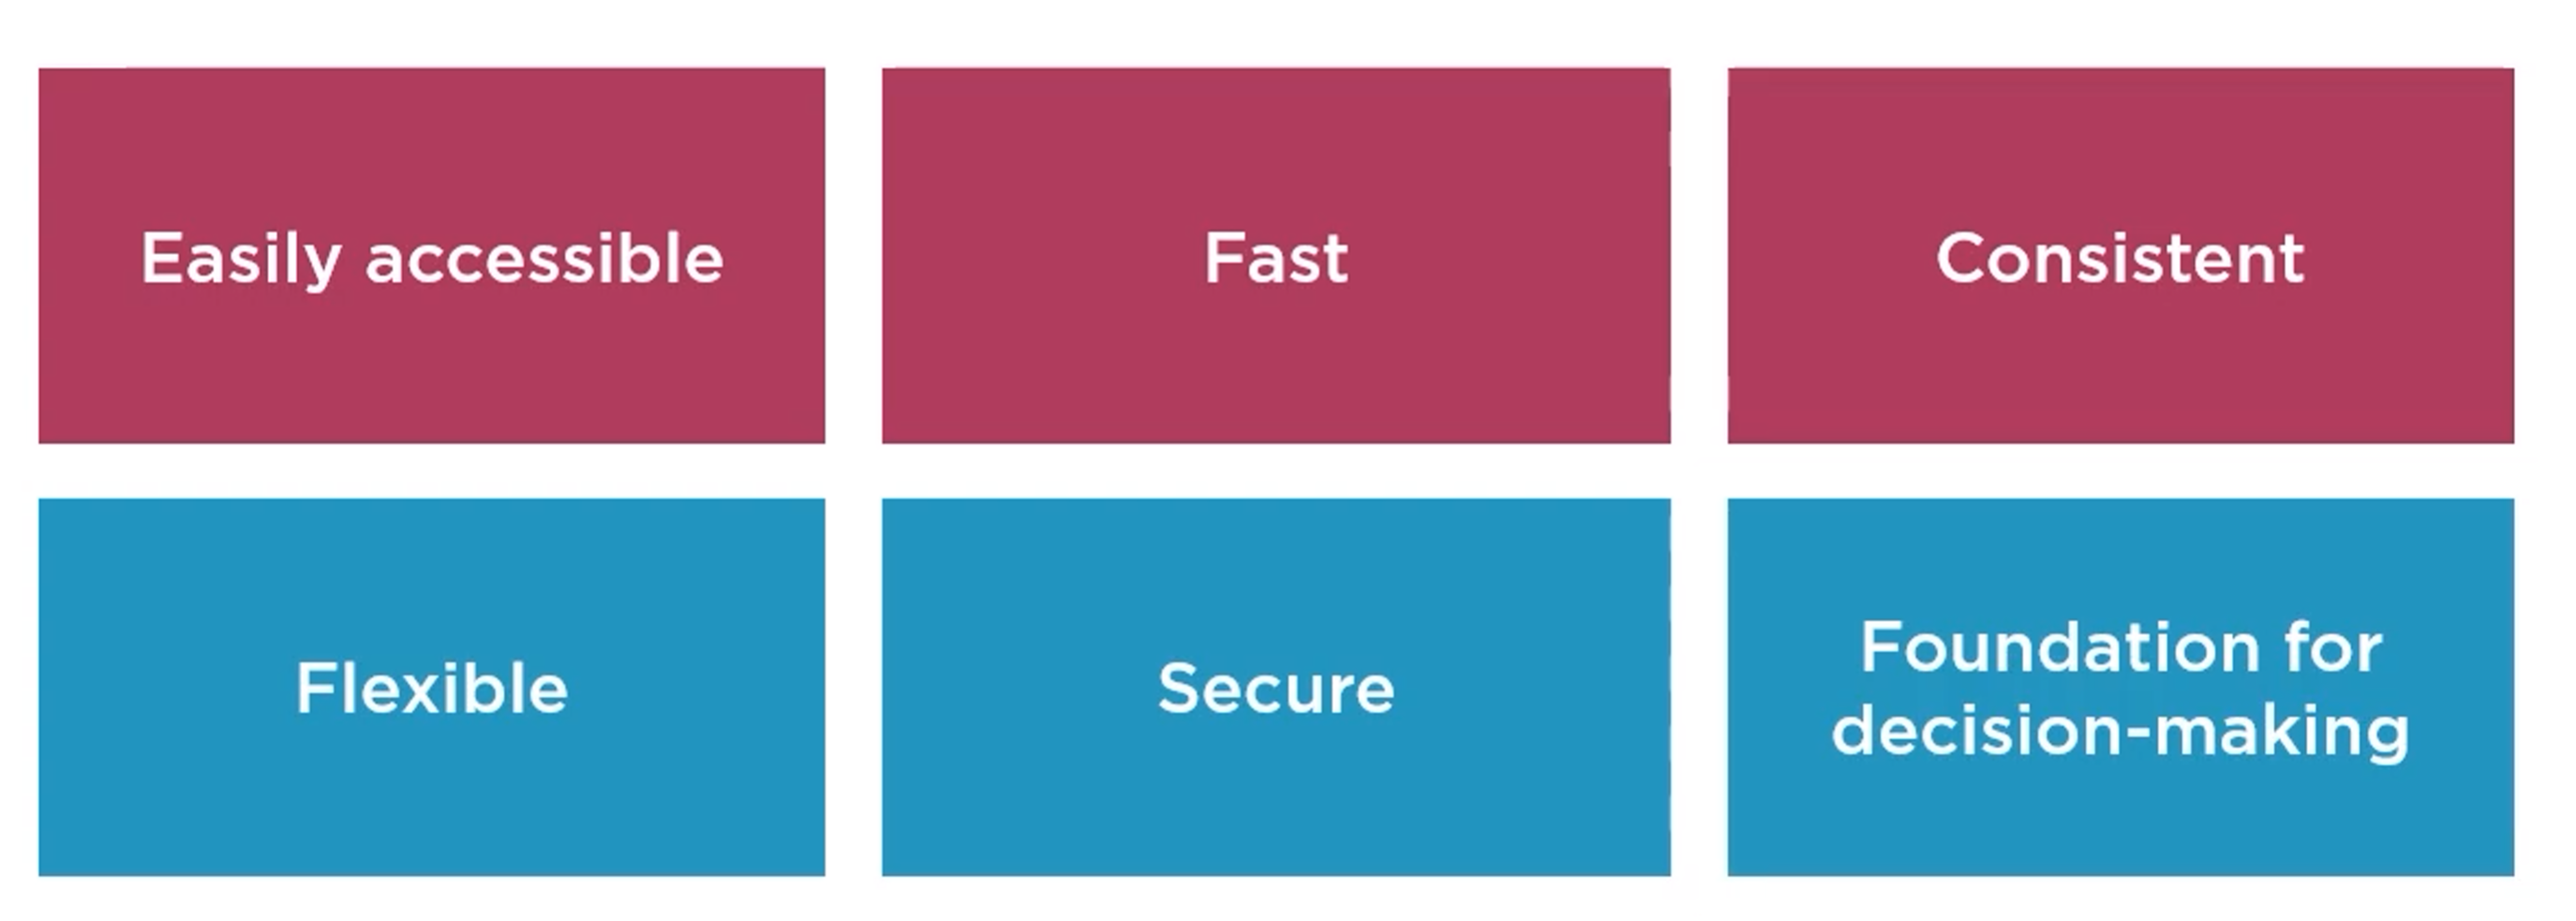 Easily accessible
Fast
Consistent
Flexible
Secure
Foundation for
decision-making